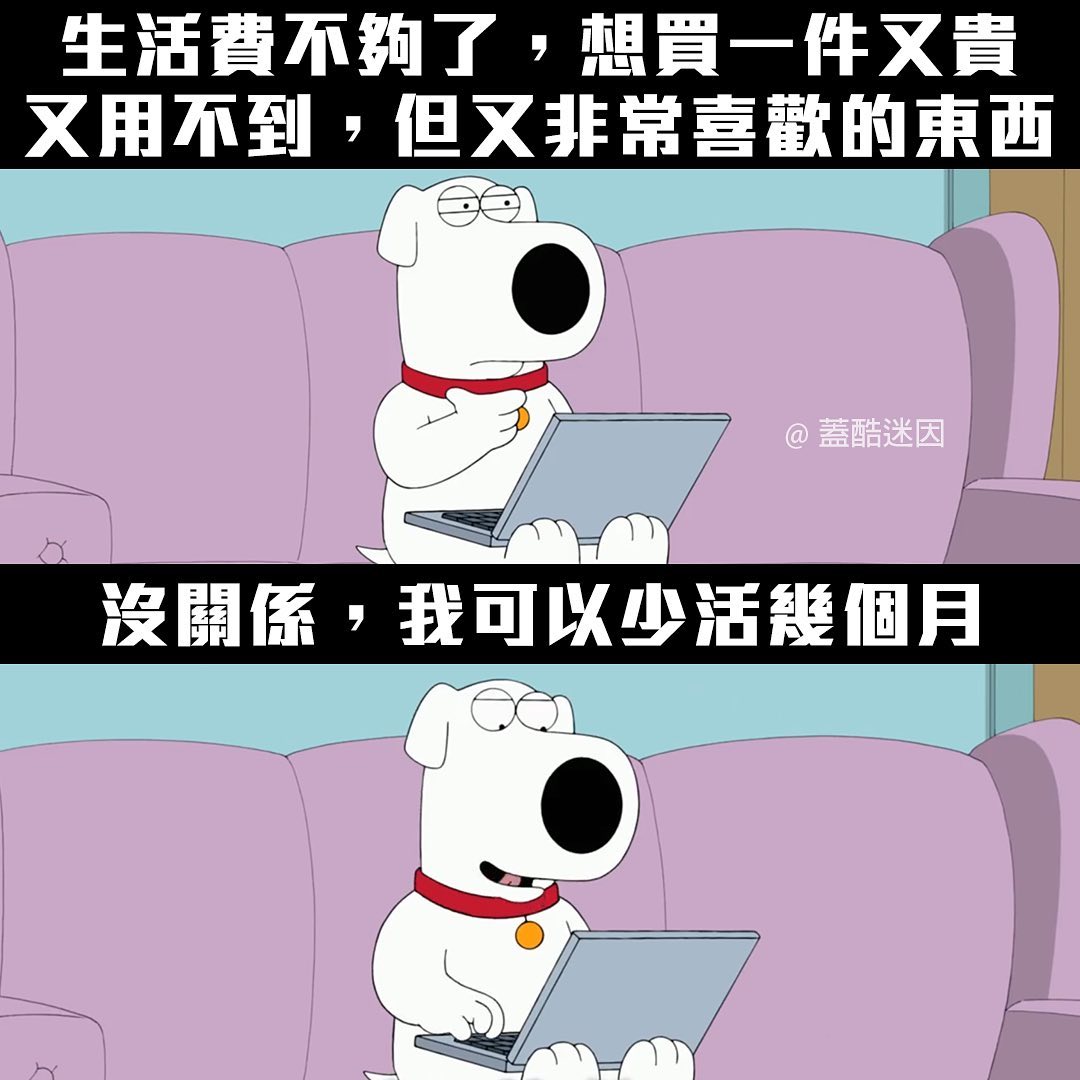 生活費不夠了，想買一件又貴
又用不到，但又非常喜歡的東西
@ 蓋酷迷因
沒關係，我可以少活幾個月